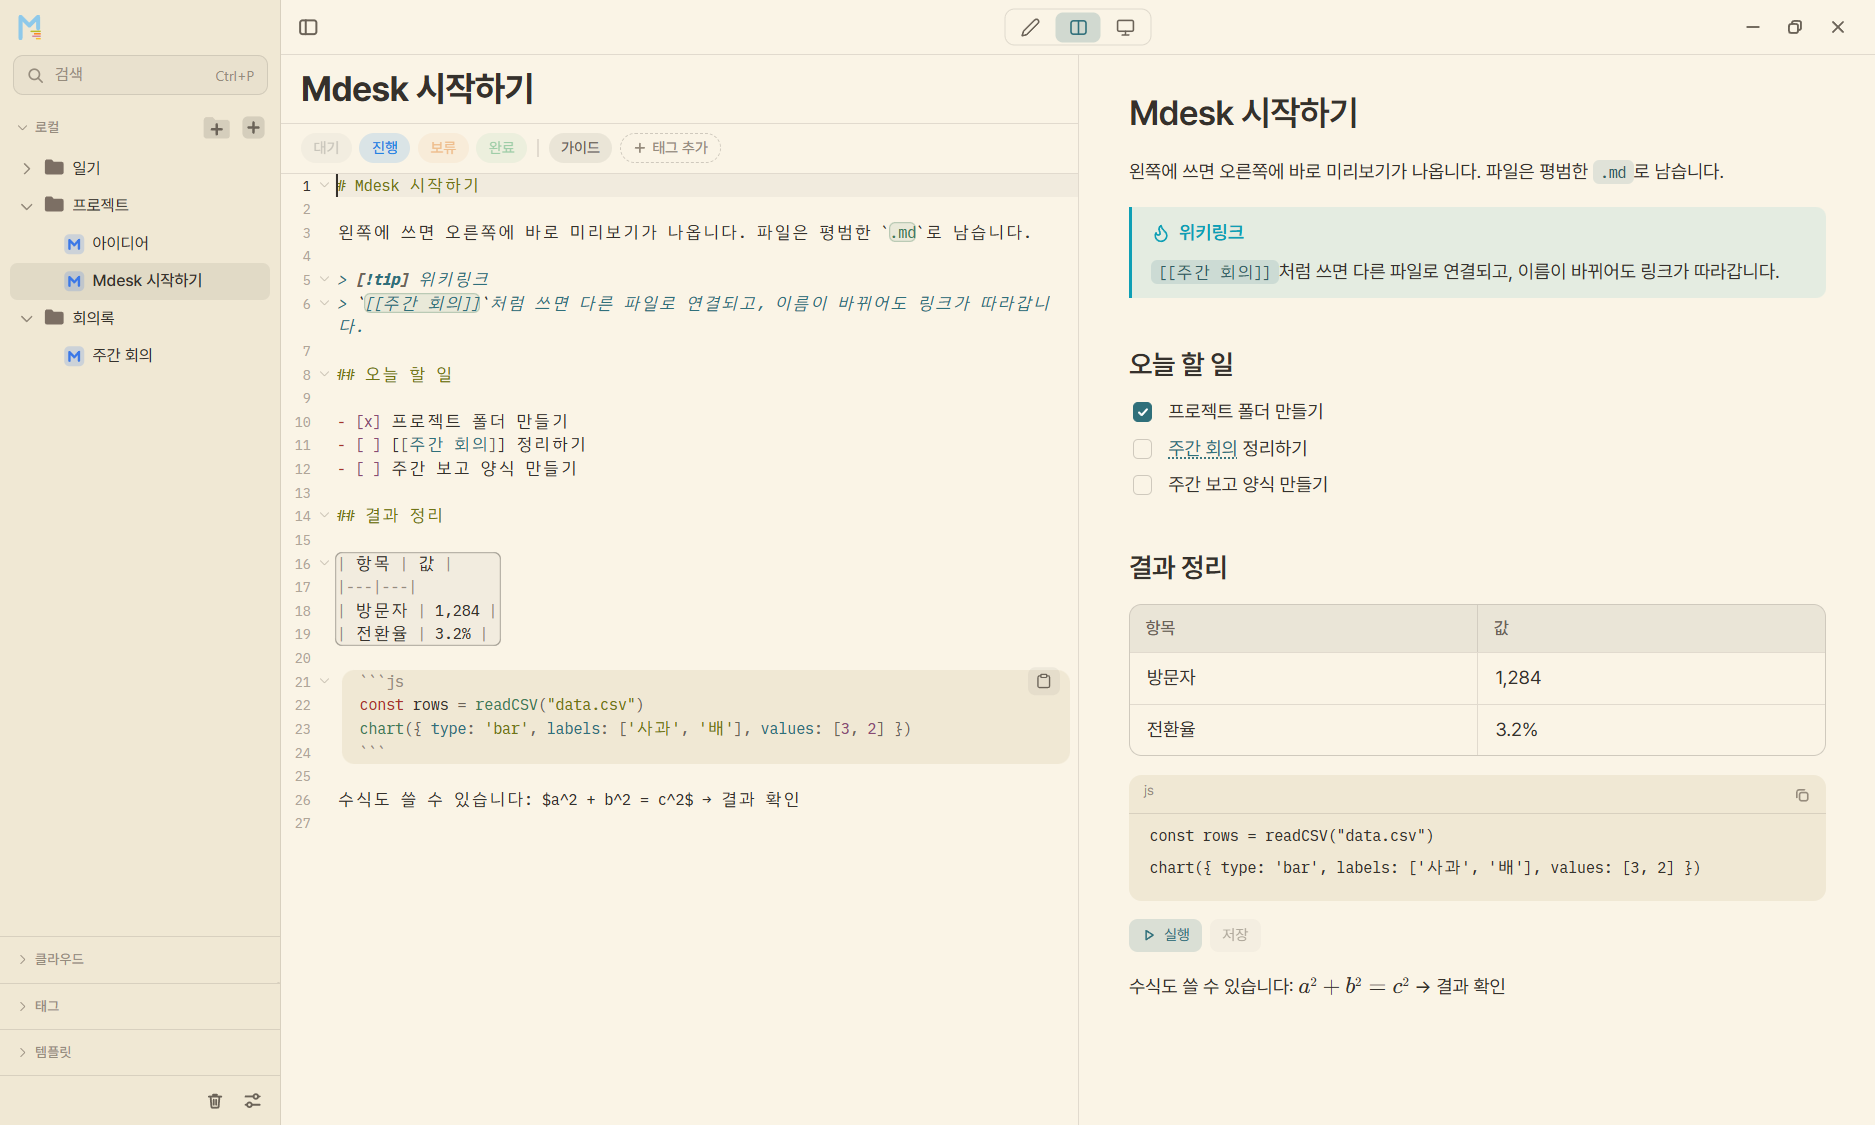 검색 Ctrl+P
로컬
일기
프로젝트
아이디어
Mdesk 시작하기
회의록
주간 회의
클라우드
태그
템플릿
Mdesk 시작하기
대기 진행 보류 완료 가이드 + 태그 추가
1 # Mdesk 시작하기
2
3 왼쪽에 쓰면 오른쪽에 바로 미리보기가 나옵니다. 파일은 평범한 `.md`로 남습니다.
4
5 > [!tip] 위키링크
6 > `[[주간 회의]]`처럼 쓰면 다른 파일로 연결되고, 이름이 바뀌어도 링크가 따라갑니
다.
7
8 ## 오늘 할 일
9
10 - [x] 프로젝트 폴더 만들기
11 - [ ] [[주간 회의]] 정리하기
12 - [ ] 주간 보고 양식 만들기
13
14 ## 결과 정리
15
16 | 항목 | 값 |
17 |---|---|
18 | 방문자 | 1,284 |
19 | 전환율 | 3.2% |
20
21 ```js
22 const rows = readCSV("data.csv")
23 chart({ type: 'bar', labels: ['사과', '배'], values: [3, 2] })
24 ```
25
26 수식도 쓸 수 있습니다: $a^2 + b^2 = c^2$ → 결과 확인
27
Mdesk 시작하기
왼쪽에 쓰면 오른쪽에 바로 미리보기가 나옵니다. 파일은 평범한 .md로 남습니다.
위키링크
[[주간 회의]]처럼 쓰면 다른 파일로 연결되고, 이름이 바뀌어도 링크가 따라갑니다.
오늘 할 일
프로젝트 폴더 만들기
주간 회의 정리하기
주간 보고 양식 만들기
결과 정리
항목 값
방문자 1,284
전환율 3.2%
js
const rows = readCSV("data.csv")
chart({ type: 'bar', labels: ['사과', '배'], values: [3, 2] })
실행 저장
수식도 쓸 수 있습니다: a² + b² = c² → 결과 확인